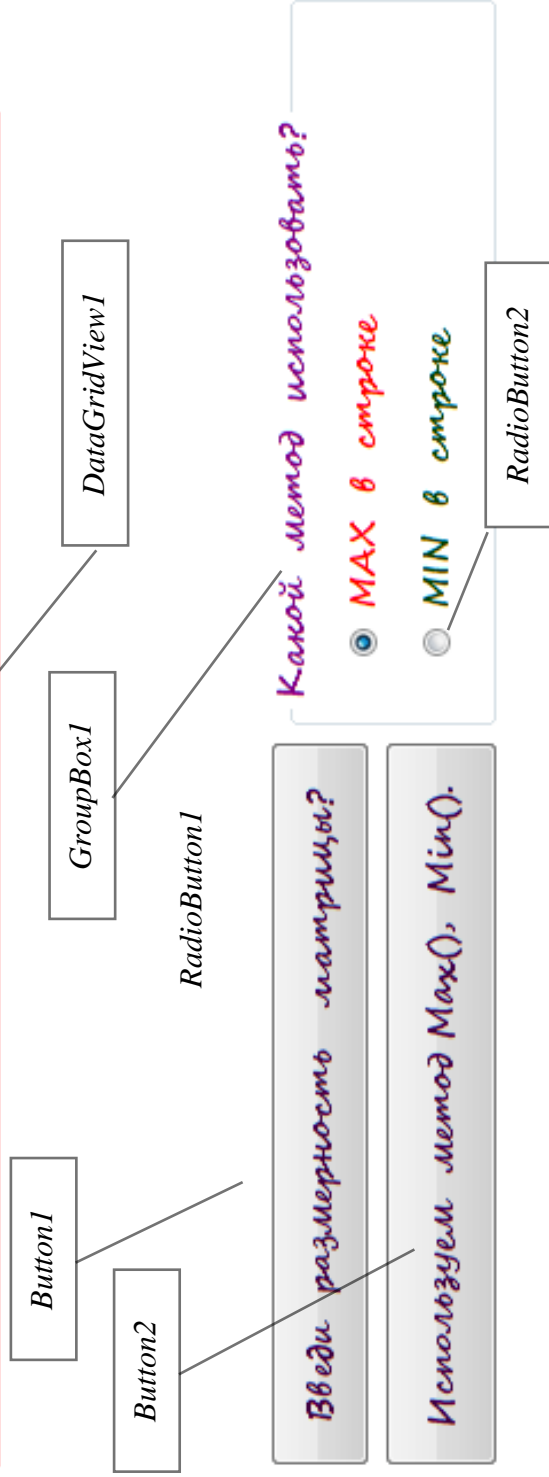 Button1
Button2
GroupBox1
DataGridView1
RadioButton1
Введи размерность матрицы?
Используем метод Max(), Min().
Какой метод использовать?
MAX в строке
MIN в строке
RadioButton2